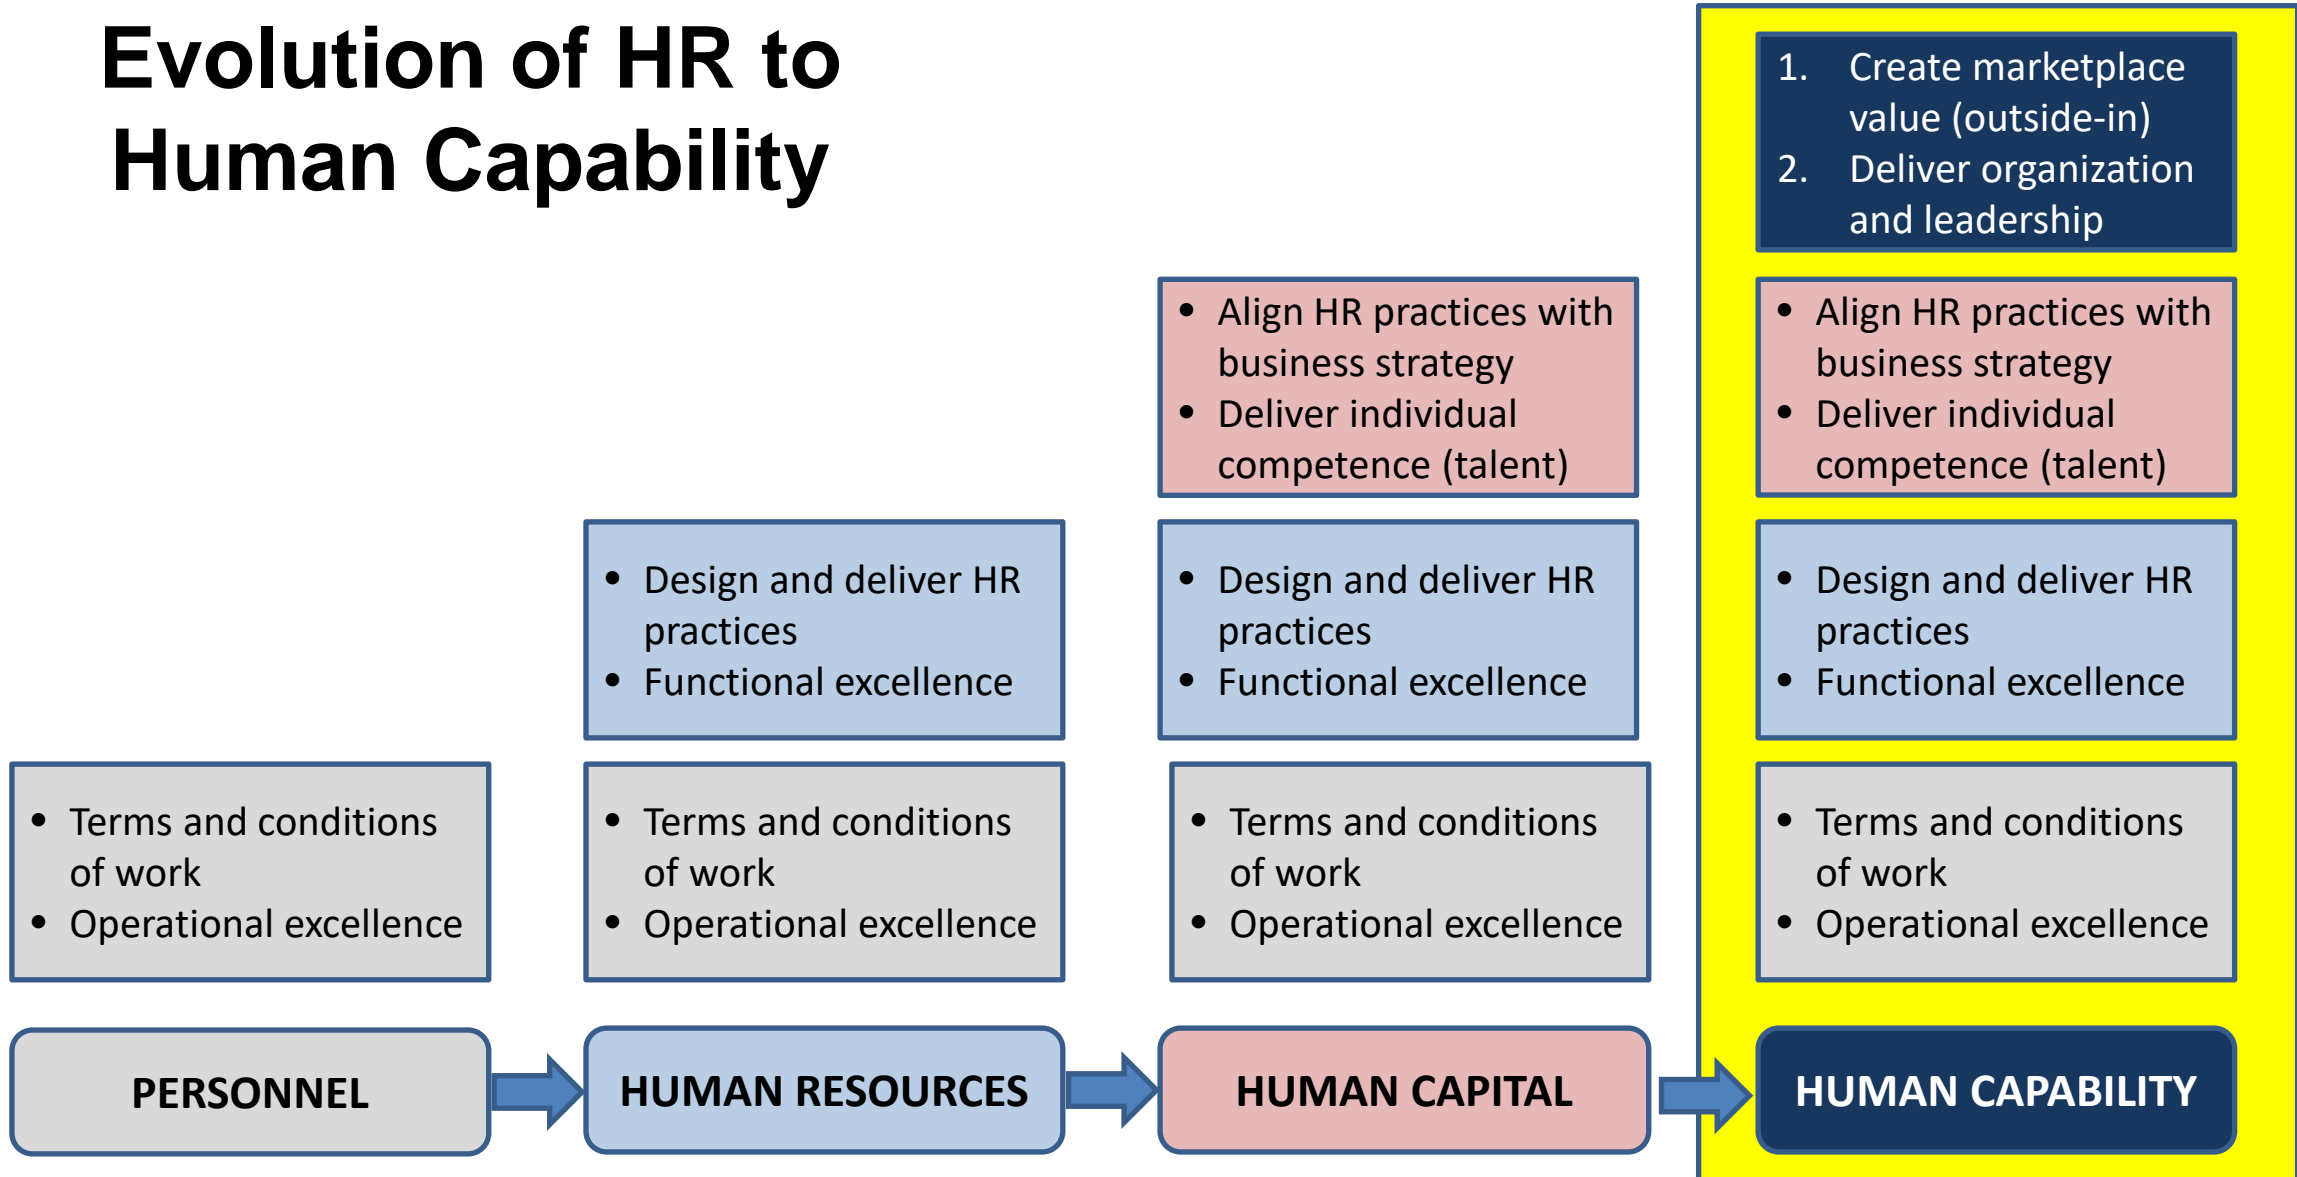 Evolution of HR to
Human Capability
1. Create marketplace
value (outside-in)
2. Deliver organization
and leadership
• Align HR practices with
business strategy
• Deliver individual
competence (talent)
• Align HR practices with
business strategy
• Deliver individual
competence (talent)
• Design and deliver HR
practices
• Functional excellence
• Design and deliver HR
practices
• Functional excellence
• Design and deliver HR
practices
• Functional excellence
• Terms and conditions
of work
• Operational excellence
• Terms and conditions
of work
• Operational excellence
• Terms and conditions
of work
• Operational excellence
• Terms and conditions
of work
• Operational excellence
PERSONNEL
HUMAN RESOURCES
HUMAN CAPITAL
HUMAN CAPABILITY